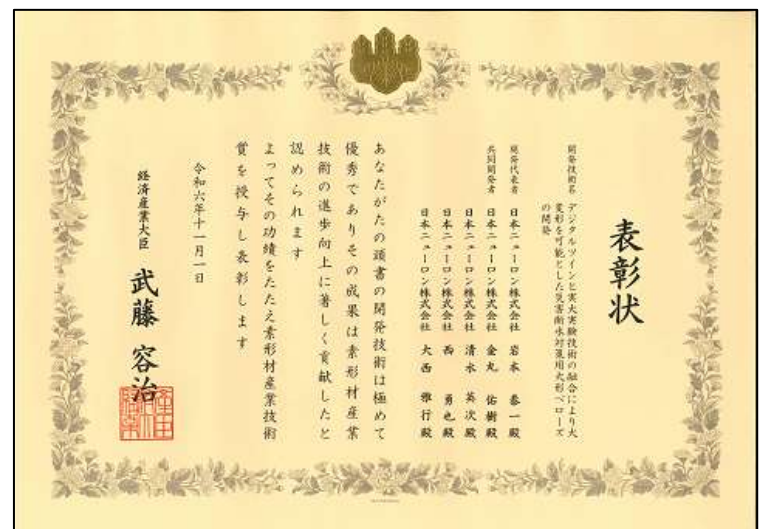 表彰状
開発技術名 デジタルツインと実大実験技術の融合により大
変形を可能とした災害断水対策用大形ベローズ
の開発
開発代表者 日本ニューロン株式会社 岩本 泰一殿
共同開発者 日本ニューロン株式会社 金丸 佑樹殿
日本ニューロン株式会社 清水 英次殿
日本ニューロン株式会社 西 勇也殿
日本ニューロン株式会社 大西 雅行殿
あなたがたの頭書の開発技術は極めて
優秀でありその成果は素形材産業
技術の進歩向上に著しく貢献したと
認められます
よってその功績をたたえ素形材産業技術
賞を授与し表彰します
令和六年十一月一日
経済産業大臣 武藤 容治